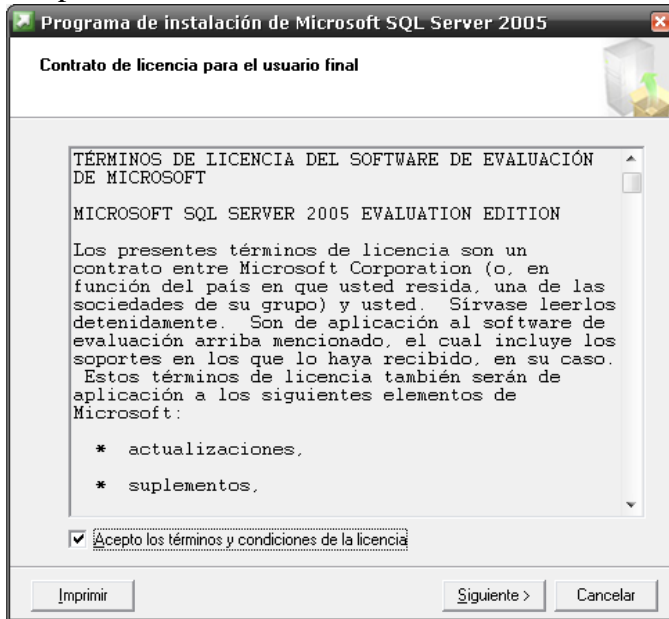 Programa de instalación de Microsoft SQL Server 2005
Contrato de licencia para el usuario final
TÉRMINOS DE LICENCIA DEL SOFTWARE DE EVALUACIÓN
DE MICROSOFT
MICROSOFT SQL SERVER 2005 EVALUATION EDITION
Los presentes términos de licencia son un
contrato entre Microsoft Corporation (o, en
función del país en que usted resida, una de las
sociedades de su grupo) y usted. Sírvase leerlos
detenidamente. Son de aplicación al software de
evaluación arriba mencionado, el cual incluye los
soportes en los que lo haya recibido, en su caso.
Estos términos de licencia también serán de
aplicación a los siguientes elementos de
Microsoft:
* actualizaciones,
* suplementos,
Acepto los términos y condiciones de la licencia
Imprimir
Siguiente >
Cancelar